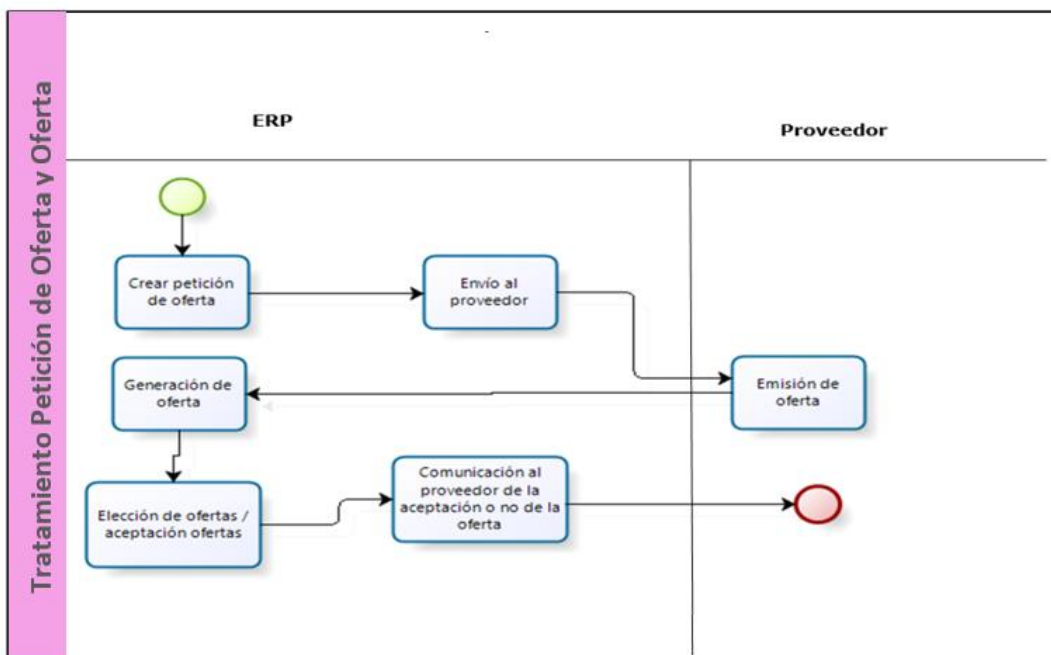 Tratamiento Petición de Oferta y Oferta
-
ERP
Proveedor
Crear petición
de oferta
Envío al
proveedor
Emisión de
oferta
Generación de
oferta
Elección de ofertas /
aceptación ofertas
Comunicación al
proveedor de la
aceptación o no de la
oferta